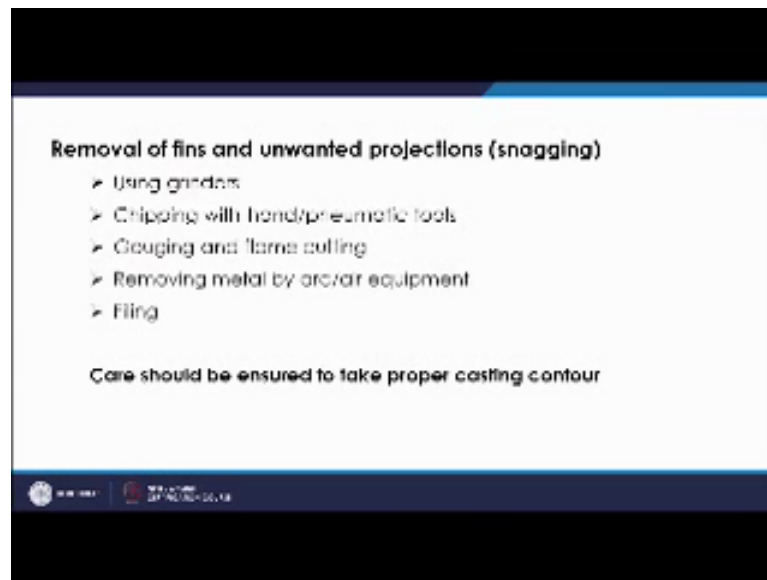 Removal of fins and unwanted projections (snagging)
➤ Using grinders
➤ Chipping with hand/pneumatic tools
➤ Gouging and flame cutting
➤ Removing metal by arc/air equipment
➤ Filing
Care should be ensured to take proper casting contour